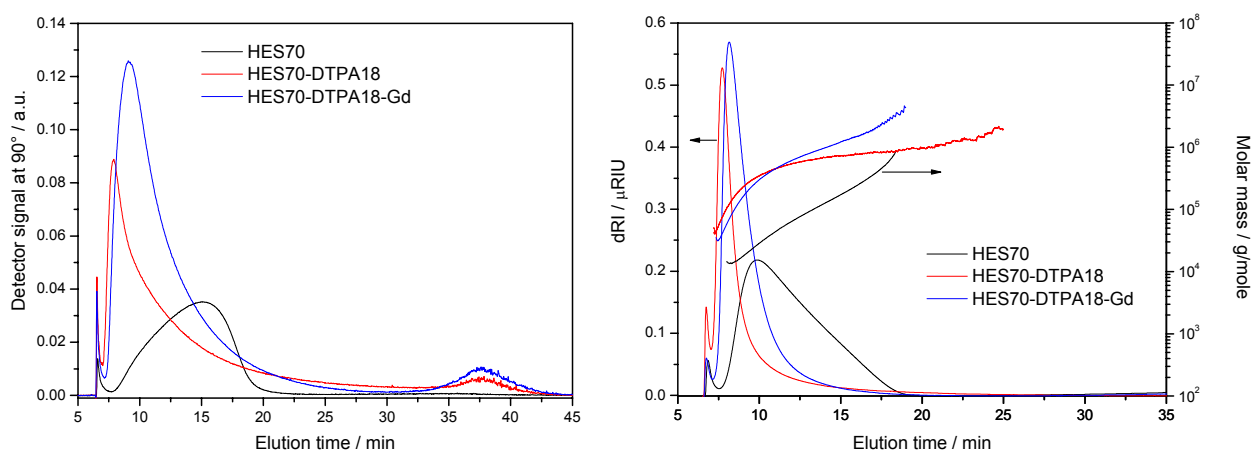 Detector signal at 90° / a.u.
0.14
0.12
0.10
0.08
0.06
0.04
0.02
0.00
HES70
HES70-DTPA18
HES70-DTPA18-Gd
5 10 15 20 25 30 35 40 45
Elution time / min
dRI / μRIU
0.6
0.5
0.4
0.3
0.2
0.1
0.0
HES70
HES70-DTPA18
HES70-DTPA18-Gd
10⁸
10⁷
10⁶
10⁵
10⁴
10³
10²
Molar mass / g/mole
5 10 15 20 25 30 35
Elution time / min